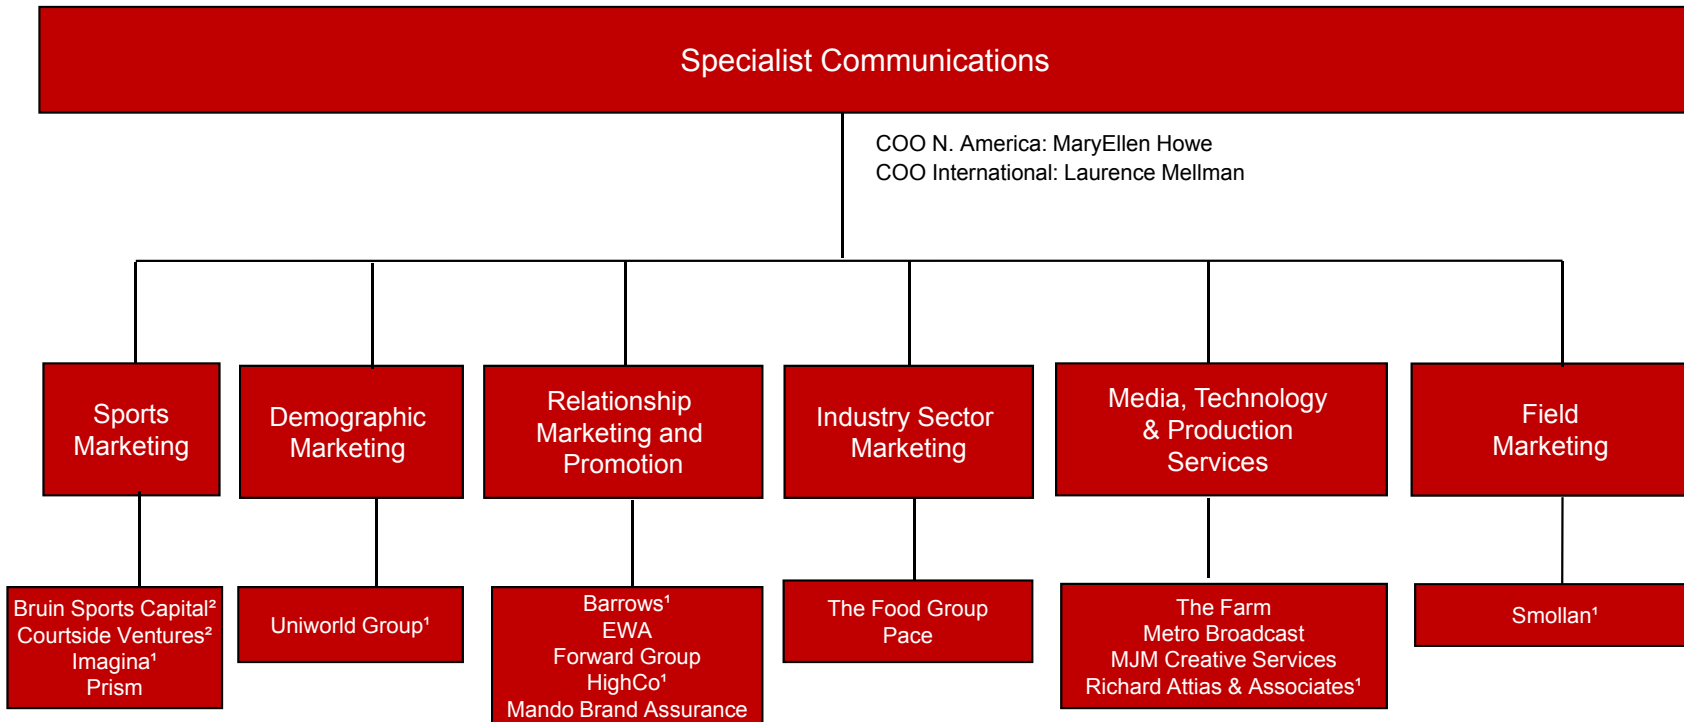 Specialist Communications
COO N. America: MaryEllen Howe
COO International: Laurence Mellman
Sports
Marketing
Demographic
Marketing
Relationship
Marketing and
Promotion
Industry Sector
Marketing
Media, Technology
& Production
Services
Field
Marketing
Bruin Sports Capital²
Courtside Ventures²
Imagina¹
Prism
Uniworld Group¹
Barrows¹
EWA
Forward Group
HighCo¹
Mando Brand Assurance
The Food Group
Pace
The Farm
Metro Broadcast
MJM Creative Services
Richard Attias & Associates¹
Smollan¹